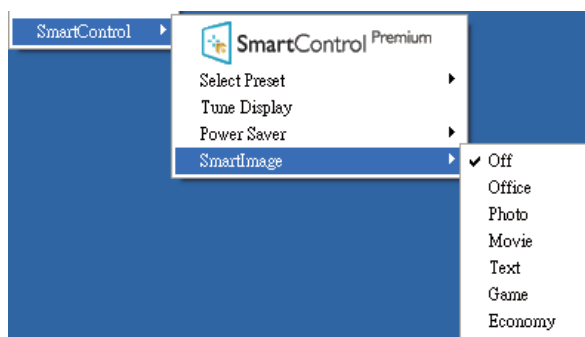 SmartControl
SmartControl Premium
Select Preset
Tune Display
Power Saver
SmartImage
Off
Office
Photo
Movie
Text
Game
Economy